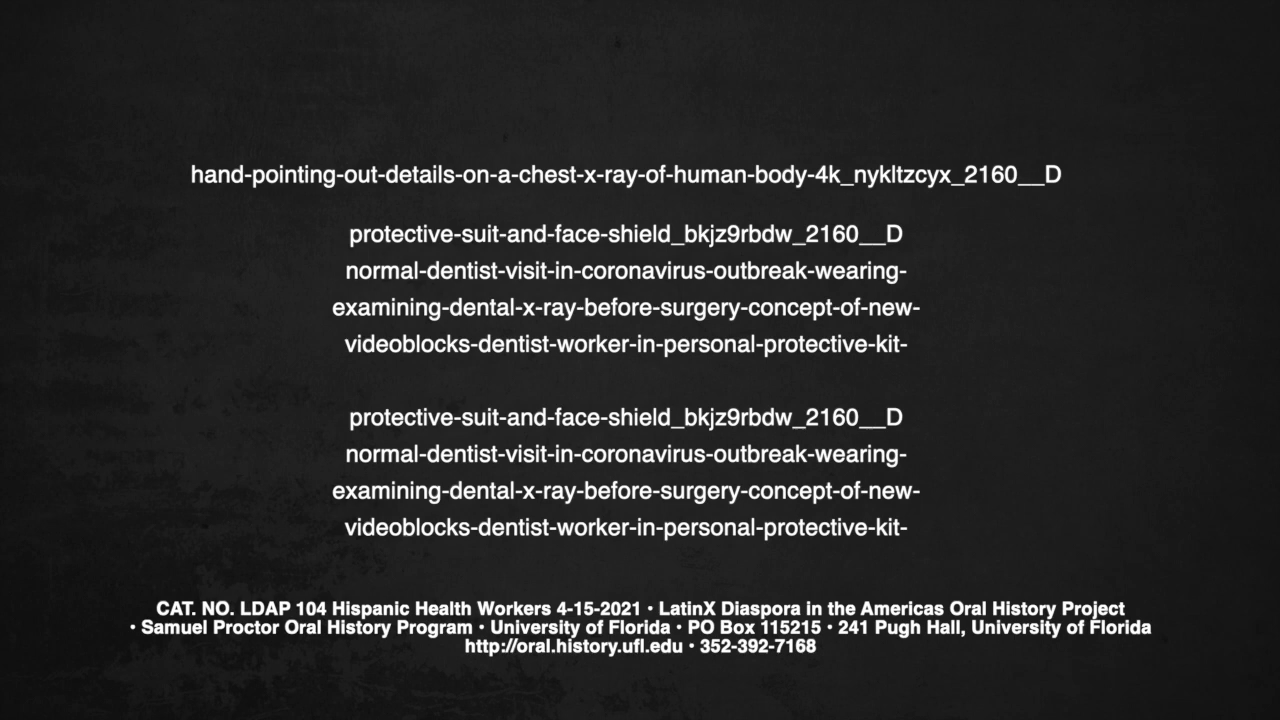 hand-pointing-out-details-on-a-chest-x-ray-of-human-body-4k_nykltzcyx_2160__D
protective-suit-and-face-shield_bkjz9rbdw_2160__D
normal-dentist-visit-in-coronavirus-outbreak-wearing-
examining-dental-x-ray-before-surgery-concept-of-new-
videoblocks-dentist-worker-in-personal-protective-kit-
protective-suit-and-face-shield_bkjz9rbdw_2160__D
normal-dentist-visit-in-coronavirus-outbreak-wearing-
examining-dental-x-ray-before-surgery-concept-of-new-
videoblocks-dentist-worker-in-personal-protective-kit-
CAT. NO. LDAP 104 Hispanic Health Workers 4-15-2021 • LatinX Diaspora in the Americas Oral History Project
• Samuel Proctor Oral History Program • University of Florida • PO Box 115215 • 241 Pugh Hall, University of Florida
http://oral.history.ufl.edu • 352-392-7168